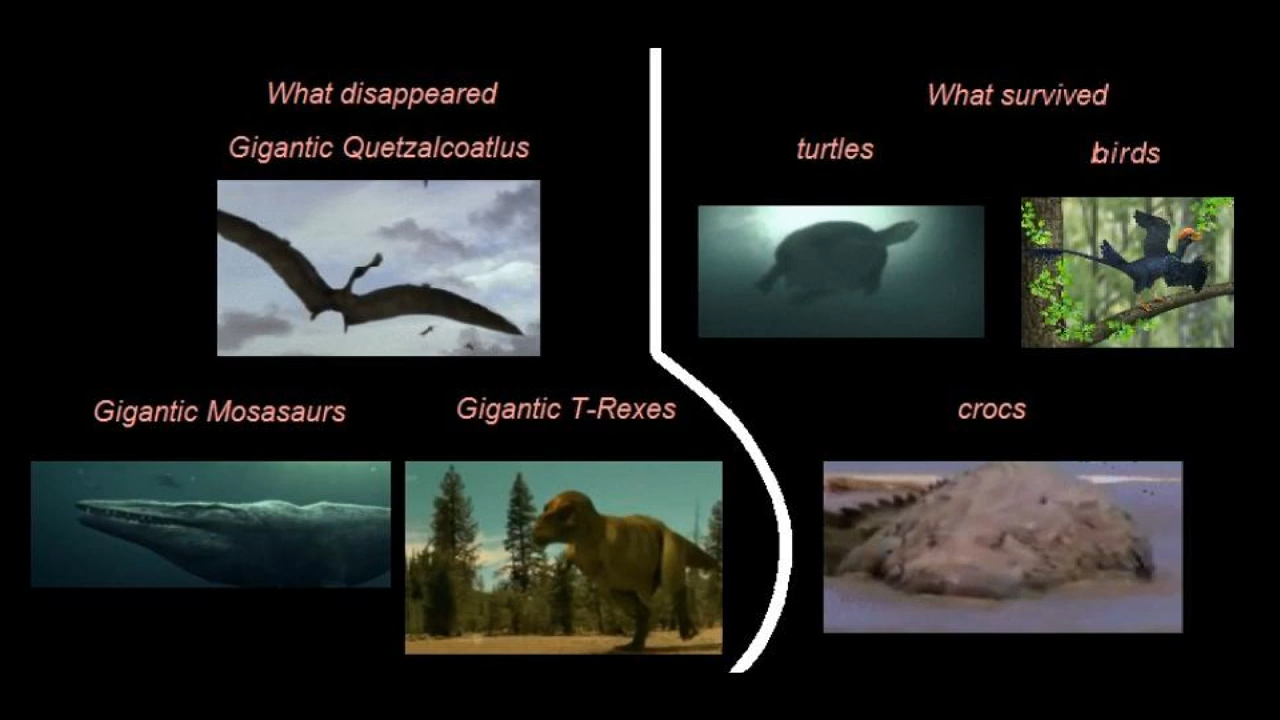 What disappeared
Gigantic Quetzalcoatlus
Gigantic Mosasaurs
Gigantic T-Rexes
What survived
turtles
birds
crocs